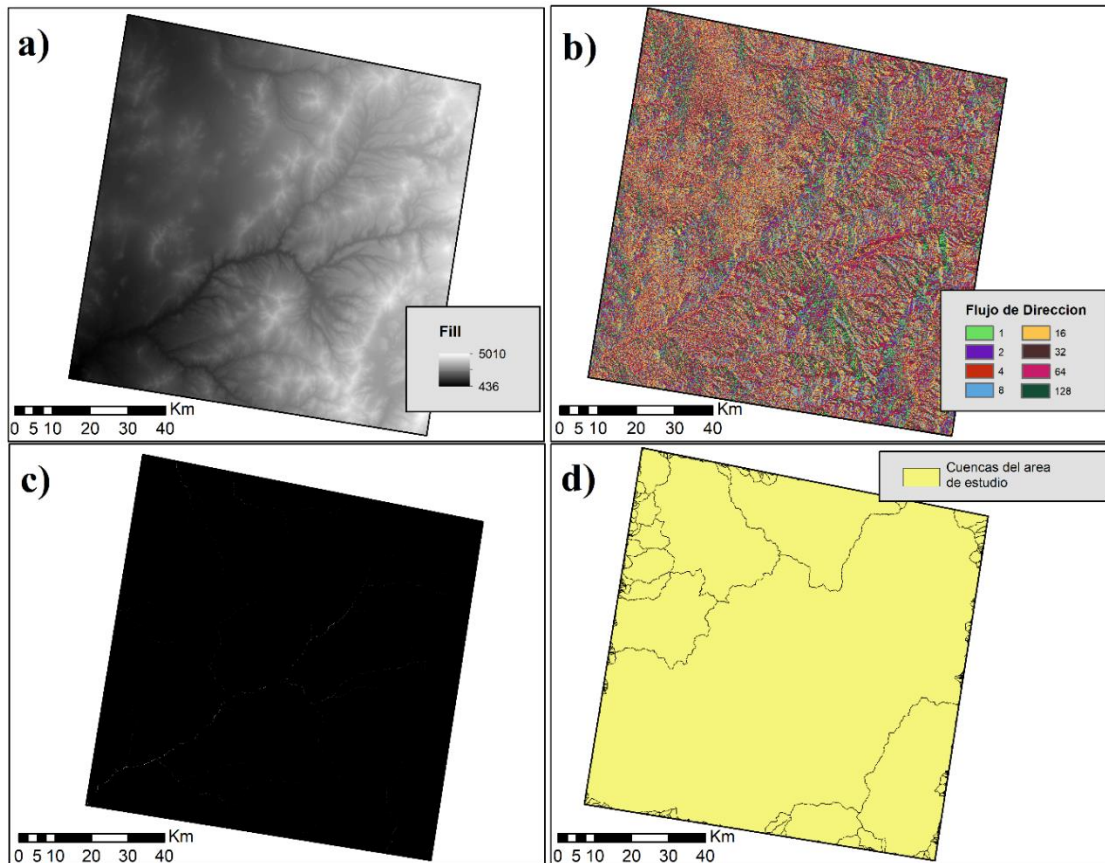 a)
Fill
5010
436
Km
0 5 10 20 30 40
b)
Flujo de Direccion
1 16
2 32
4 64
8 128
Km
0 5 10 20 30 40
c)
Km
0 5 10 20 30 40
d)
Cuencas del area
de estudio
Km
0 5 10 20 30 40